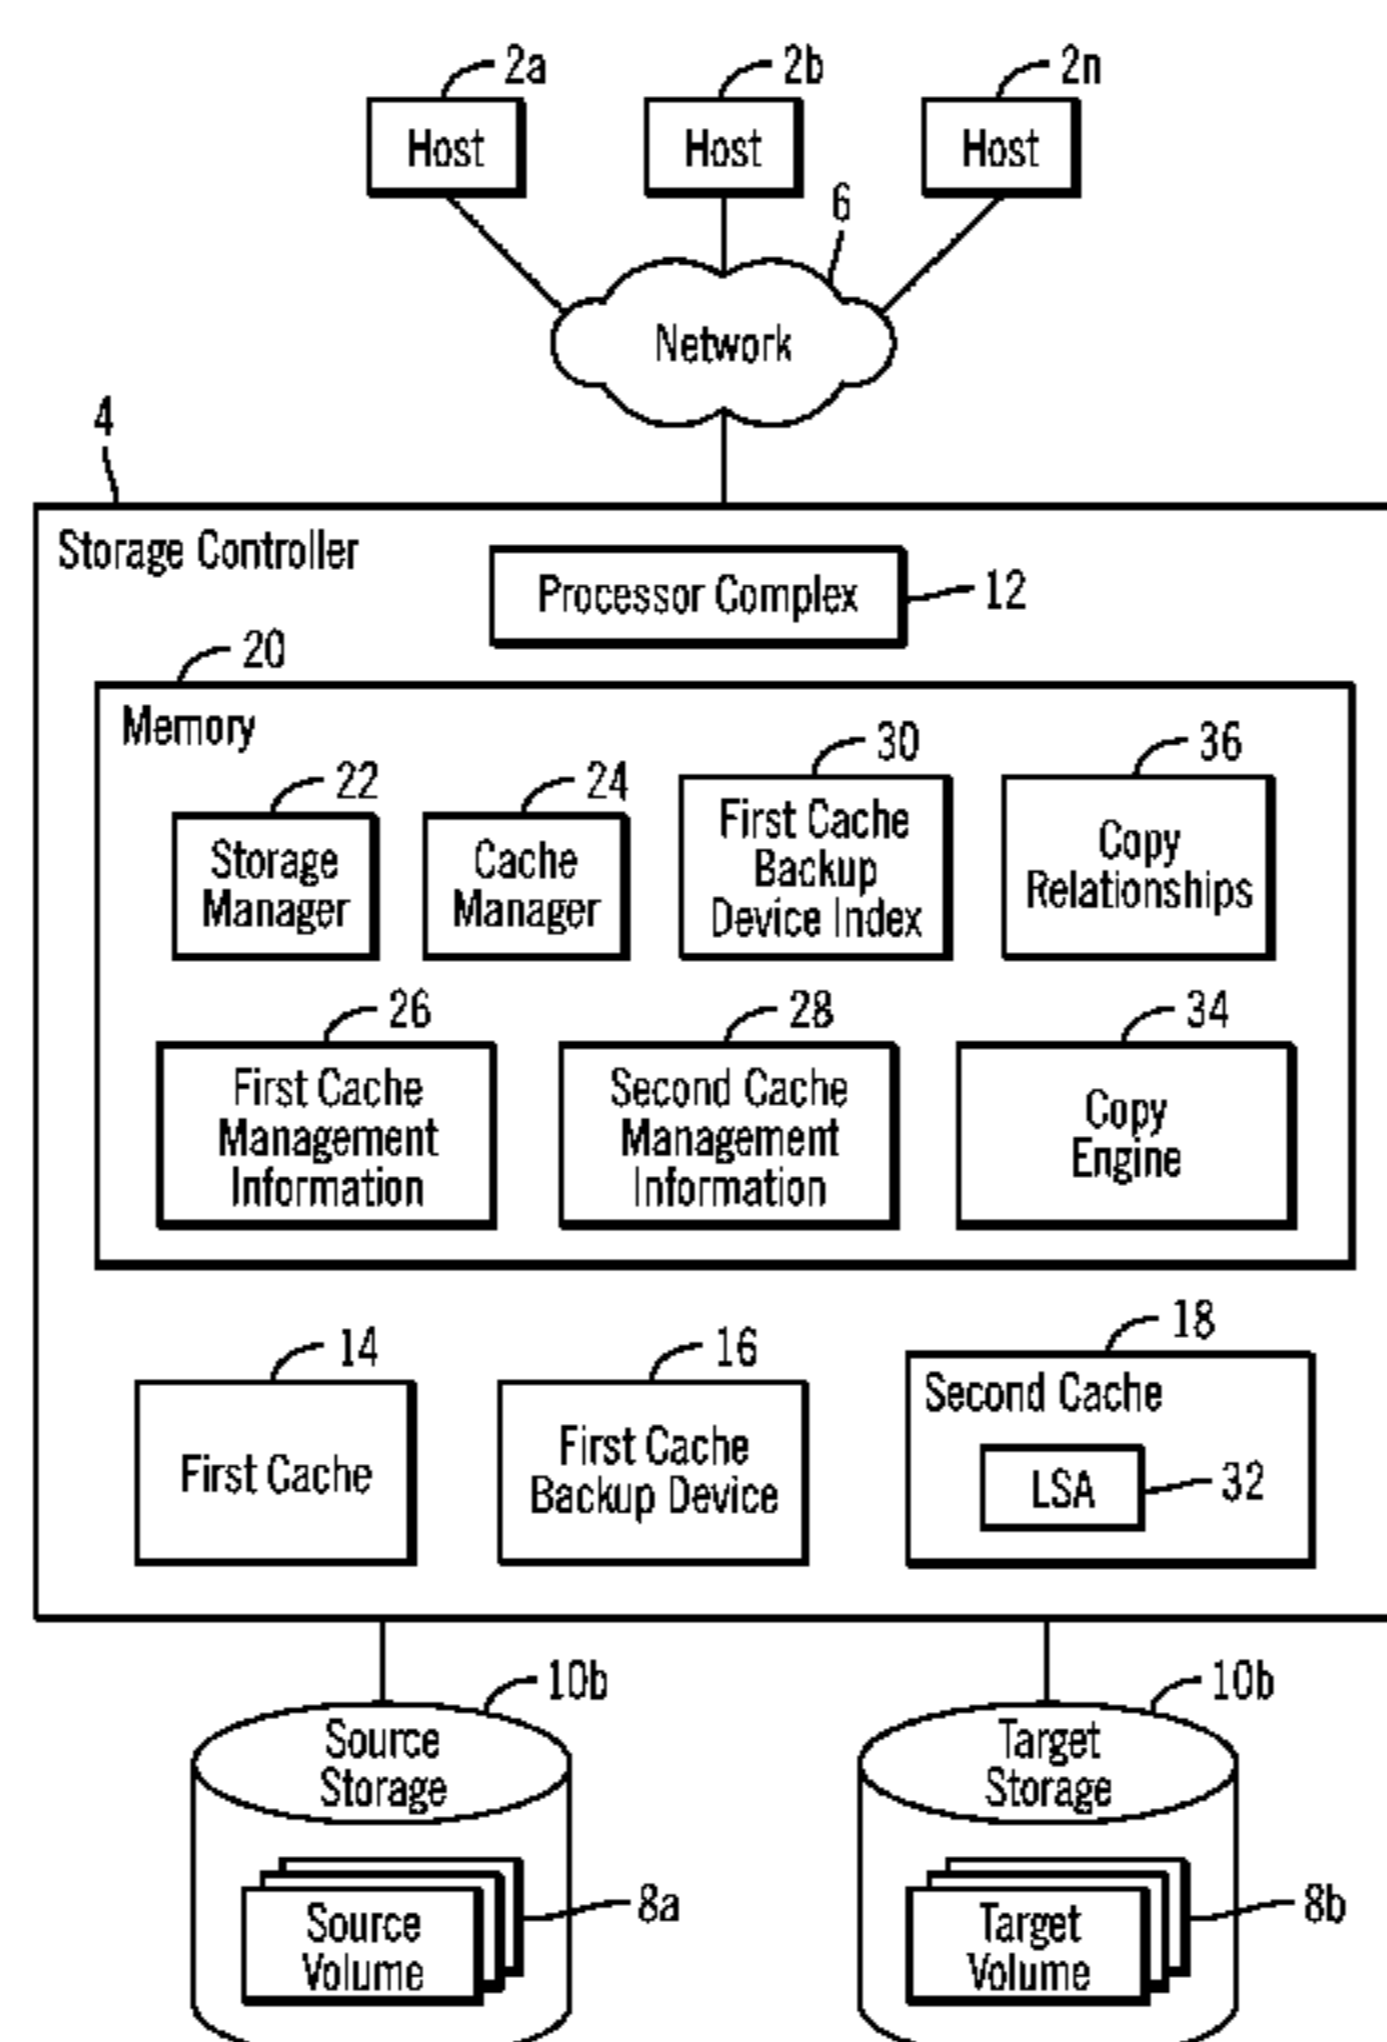 2a
2b
2n
Host
Host
Host
6
Network
4
Storage Controller
Processor Complex
12
20
Memory
22
24
30
36
Storage
Manager
Cache
Manager
First Cache
Backup
Device Index
Copy
Relationships
26
28
34
First Cache
Management
Information
Second Cache
Management
Information
Copy
Engine
14
16
18
First Cache
First Cache
Backup Device
Second Cache
LSA
32
10b
10b
Source
Storage
Target
Storage
8a
8b
Source
Volume
Target
Volume